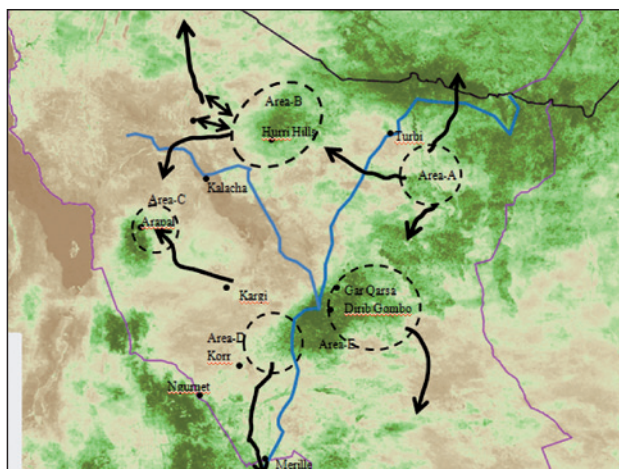 Area-B
Hurri Hills
Turbi
Area-A
Kalacha
Area-C
Arapal
Kargi
Gar Qarsa
Dirib Gombo
Area-D
Area-E
Korr
Ngurnet
Merille